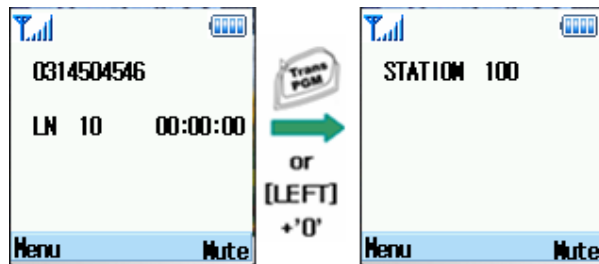 0314504546
LN 10 00:00:00
Menu Mute
Trans
PGM
or
[LEFT]
+'0'
STATION 100
Menu Mute